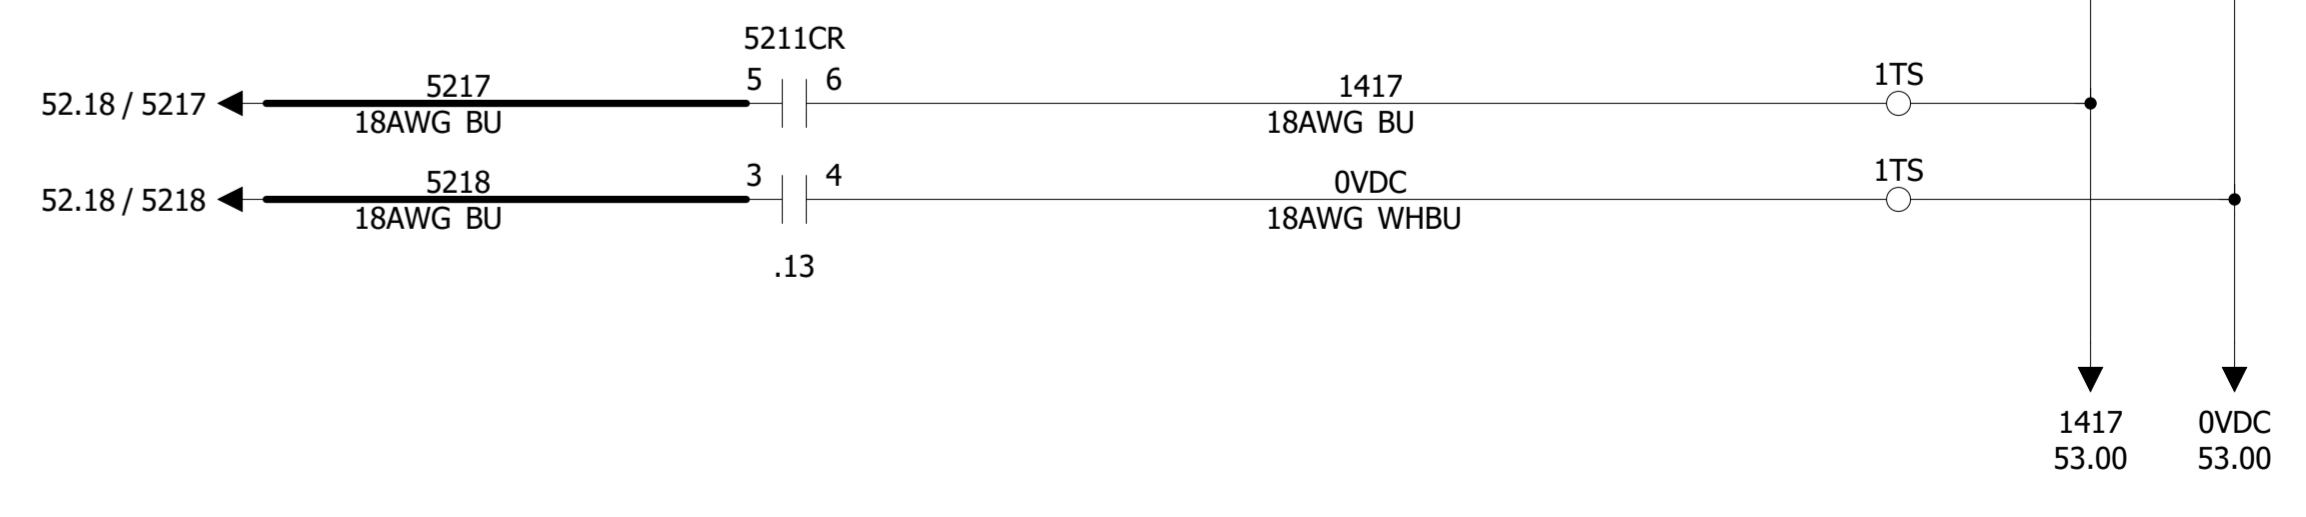 5211CR
52.18 / 5217
5217
18AWG BU
5
6
1417
18AWG BU
1TS
52.18 / 5218
5218
18AWG BU
3
4
0VDC
18AWG WHBU
1TS
.13
1417
53.00
0VDC
53.00